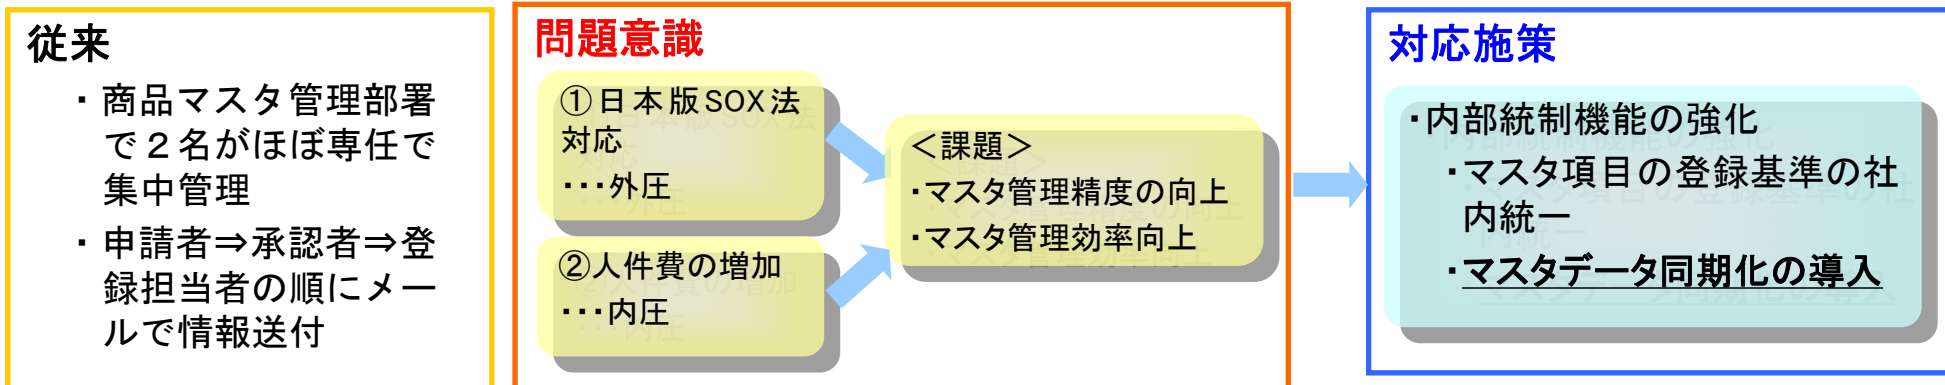 従来
・商品マスタ管理部署
で２名がほぼ専任で
集中管理
・申請者⇒承認者⇒登
録担当者の順にメー
ルで情報送付
問題意識
①日本版SOX法
対応
・・・外圧
②人件費の増加
・・・内圧
＜課題＞
・マスタ管理精度の向上
・マスタ管理効率向上
対応施策
・内部統制機能の強化
・マスタ項目の登録基準の社
内統一
・マスタデータ同期化の導入